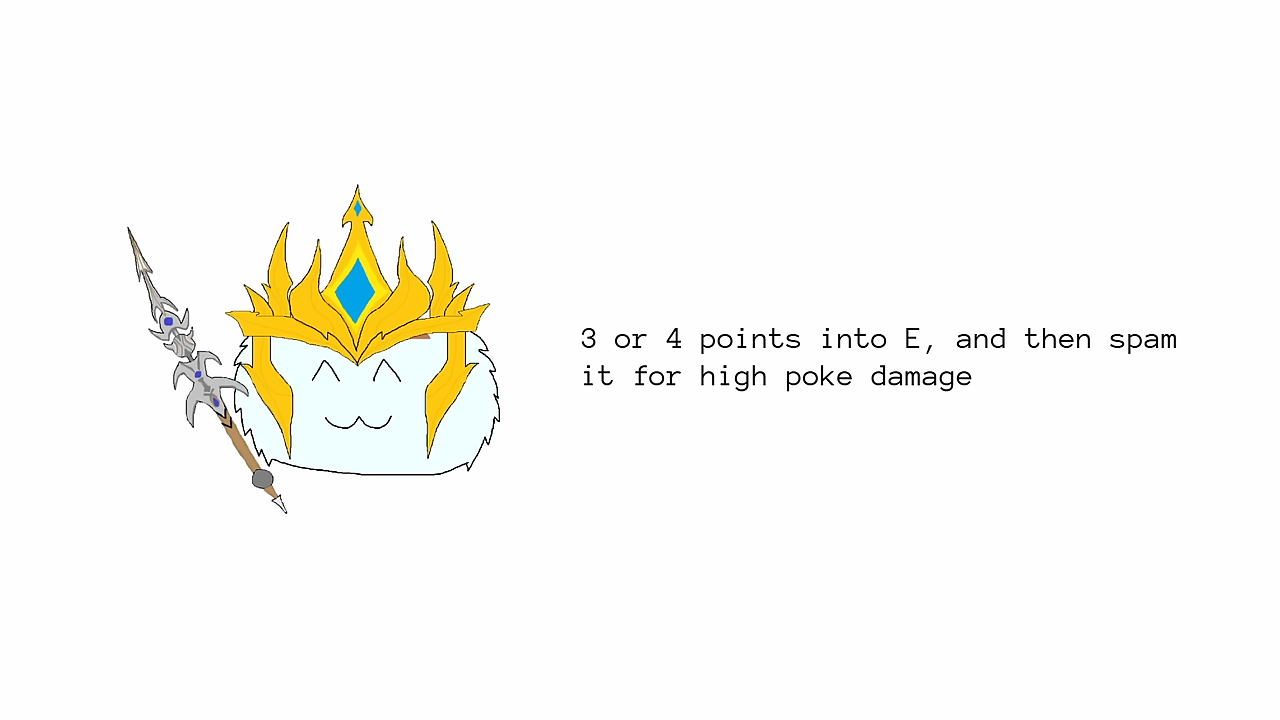 3 or 4 points into E, and then spam
it for high poke damage